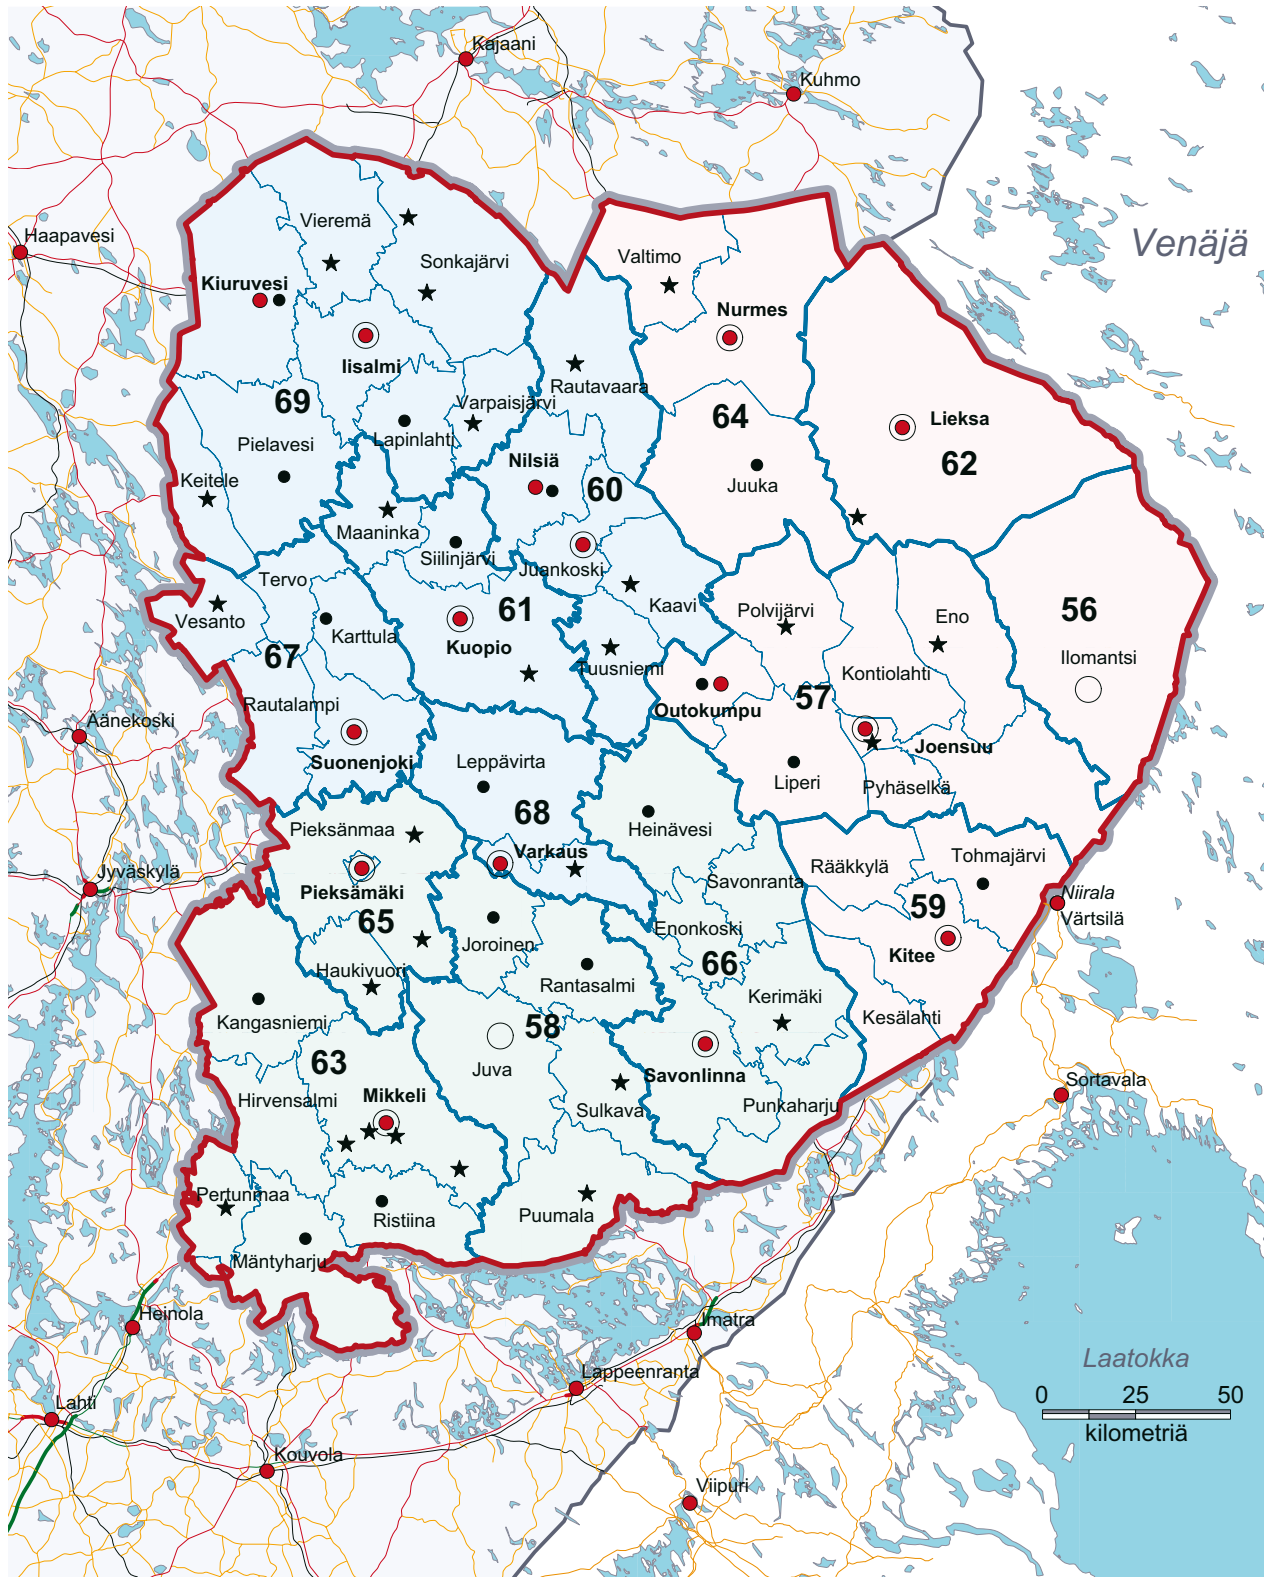 Kajaani
Kuhmo
Haapavesi
Venäjä
Vieremä
Sonkajärvi
Valtimo
Kiuruvesi
Nurmes
Iisalmi
Rautavaara
69
Varpaisjärvi
64
Lieksa
Pielavesi
Lapinlahti
62
Keitele
Nilsiä
60
Juuka
Maaninka
Siilinjärvi
Juankoski
Tervo
Vesanto
61
Kaavi
Polvijärvi
Eno
56
Karttula
Kuopio
67
Tuusniemi
Kontiolahti
Ilomantsi
Rautalampi
57
Outokumpu
Äänekoski
Suonenjoki
Leppävirta
Joensuu
Liperi
Pyhäselkä
68
Pieksänmaa
Heinävesi
Varkaus
Tohmajärvi
Jyväskylä
Rääkkylä
Savonranta
Pieksämäki
Niirala
65
59
Värtsilä
Enonkoski
Joroinen
Kitee
66
Haukivuori
Rantasalmi
Kerimäki
Kangasniemi
58
Kesälahti
63
Juva
Savonlinna
Sortavala
Hirvensalmi
Mikkeli
Sulkava
Punkaharju
Pertunmaa
Ristiina
Puumala
Mäntyharju
Heinola
Imatra
Laatokka
Lappeenranta
0 25 50
Lahti
kilometriä
Kouvola
Viipuri